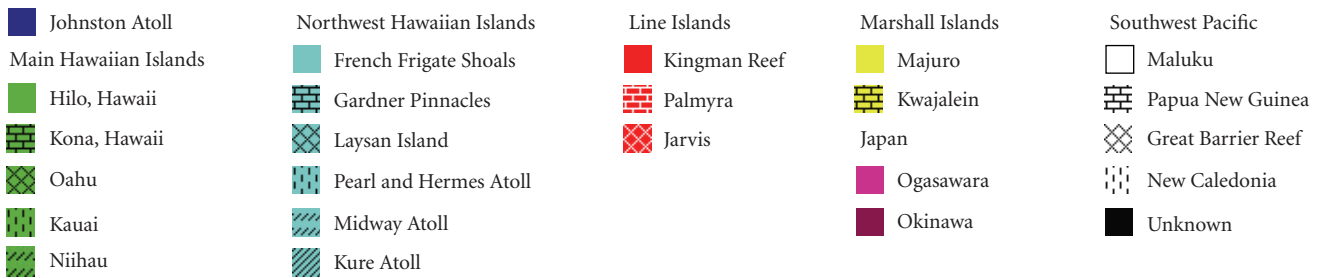 Johnston Atoll
Main Hawaiian Islands
Hilo, Hawaii
Kona, Hawaii
Oahu
Kauai
Niihau
Northwest Hawaiian Islands
French Frigate Shoals
Gardner Pinnacles
Laysan Island
Pearl and Hermes Atoll
Midway Atoll
Kure Atoll
Line Islands
Kingman Reef
Palmyra
Jarvis
Marshall Islands
Majuro
Kwajalein
Japan
Ogasawara
Okinawa
Southwest Pacific
Maluku
Papua New Guinea
Great Barrier Reef
New Caledonia
Unknown